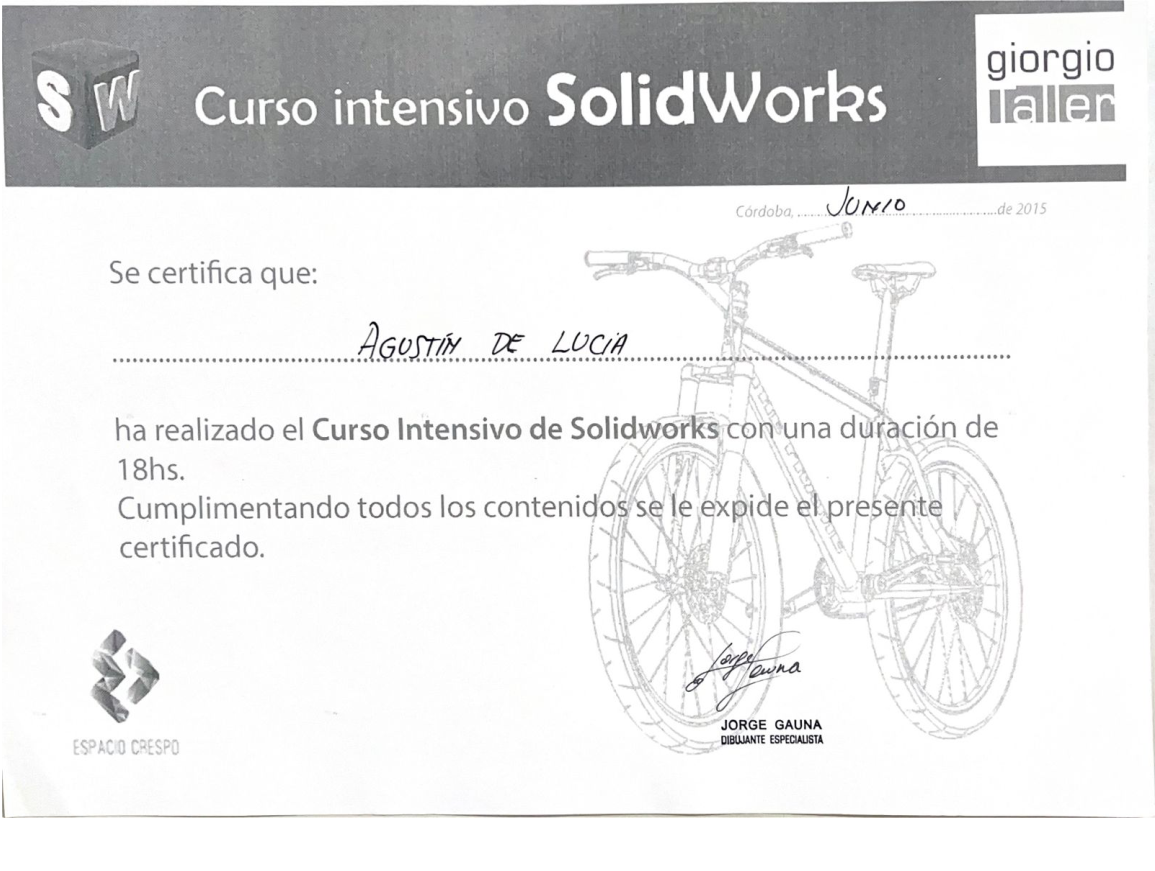 SW
Curso intensivo SolidWorks
giorgio
Taller
Córdoba, JUNIO de 2015
Se certifica que:
AGUSTÍN DE LUCIA
ha realizado el Curso Intensivo de Solidworks con una duración de
18hs.
Cumplimentando todos los contenidos se le expide el presente
certificado.
Jorge Gauna
JORGE GAUNA
DIBUJANTE ESPECIALISTA
ESPACIO CRESPO